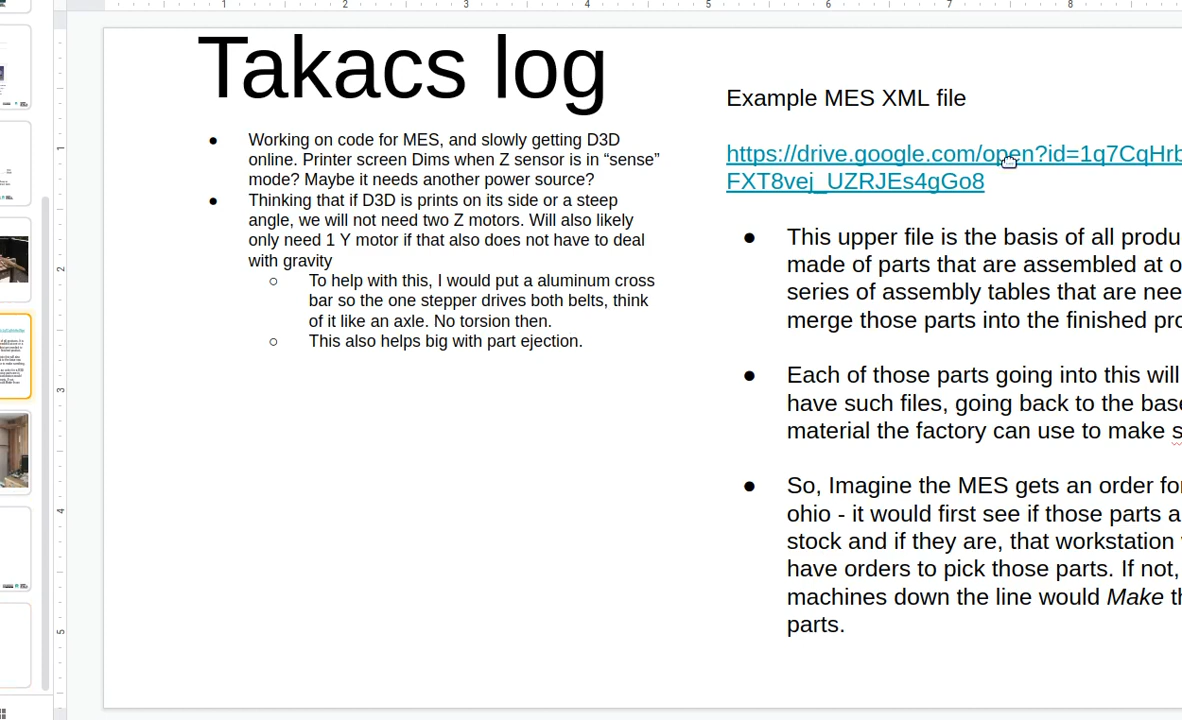 Takacs log
● Working on code for MES, and slowly getting D3D
online. Printer screen Dims when Z sensor is in “sense”
mode? Maybe it needs another power source?
● Thinking that if D3D is prints on its side or a steep
angle, we will not need two Z motors. Will also likely
only need 1 Y motor if that also does not have to deal
with gravity
○ To help with this, I would put a aluminum cross
bar so the one stepper drives both belts, think
of it like an axle. No torsion then.
○ This also helps big with part ejection.
Example MES XML file
https://drive.google.com/open?id=1q7CqHrb
FXT8vej_UZRJEs4gGo8
● This upper file is the basis of all produ
made of parts that are assembled at o
series of assembly tables that are nee
merge those parts into the finished pro
● Each of those parts going into this will
have such files, going back to the base
material the factory can use to make s
● So, Imagine the MES gets an order for
ohio - it would first see if those parts a
stock and if they are, that workstation
have orders to pick those parts. If not,
machines down the line would Make th
parts.
1 2 3 4 5 6 7 8
1
2
3
4
5